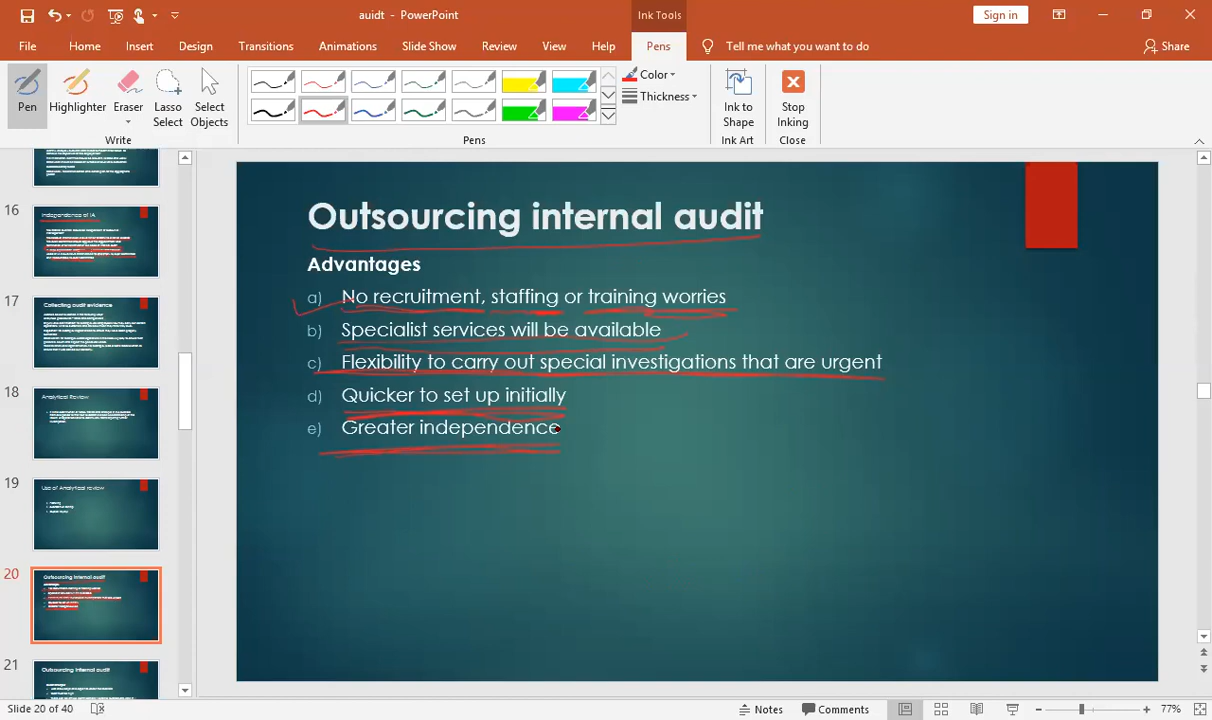 auidt - PowerPoint
Ink Tools
Sign in
File Home Insert Design Transitions Animations Slide Show Review View Help Pens Tell me what you want to do Share
Pen Highlighter Eraser Lasso Select Select Objects
Color
Thickness
Ink to Shape
Stop Inking
Write Pens Ink Art Close
16
Independence of IA
17
Collecting audit evidence
18
Analytical Review
19
Use of Analytical review
20
Outsourcing internal audit
21
Outsourcing internal audit
Outsourcing internal audit
Advantages
a) No recruitment, staffing or training worries
b) Specialist services will be available
c) Flexibility to carry out special investigations that are urgent
d) Quicker to set up initially
e) Greater independence
Slide 20 of 40
Notes Comments 77%